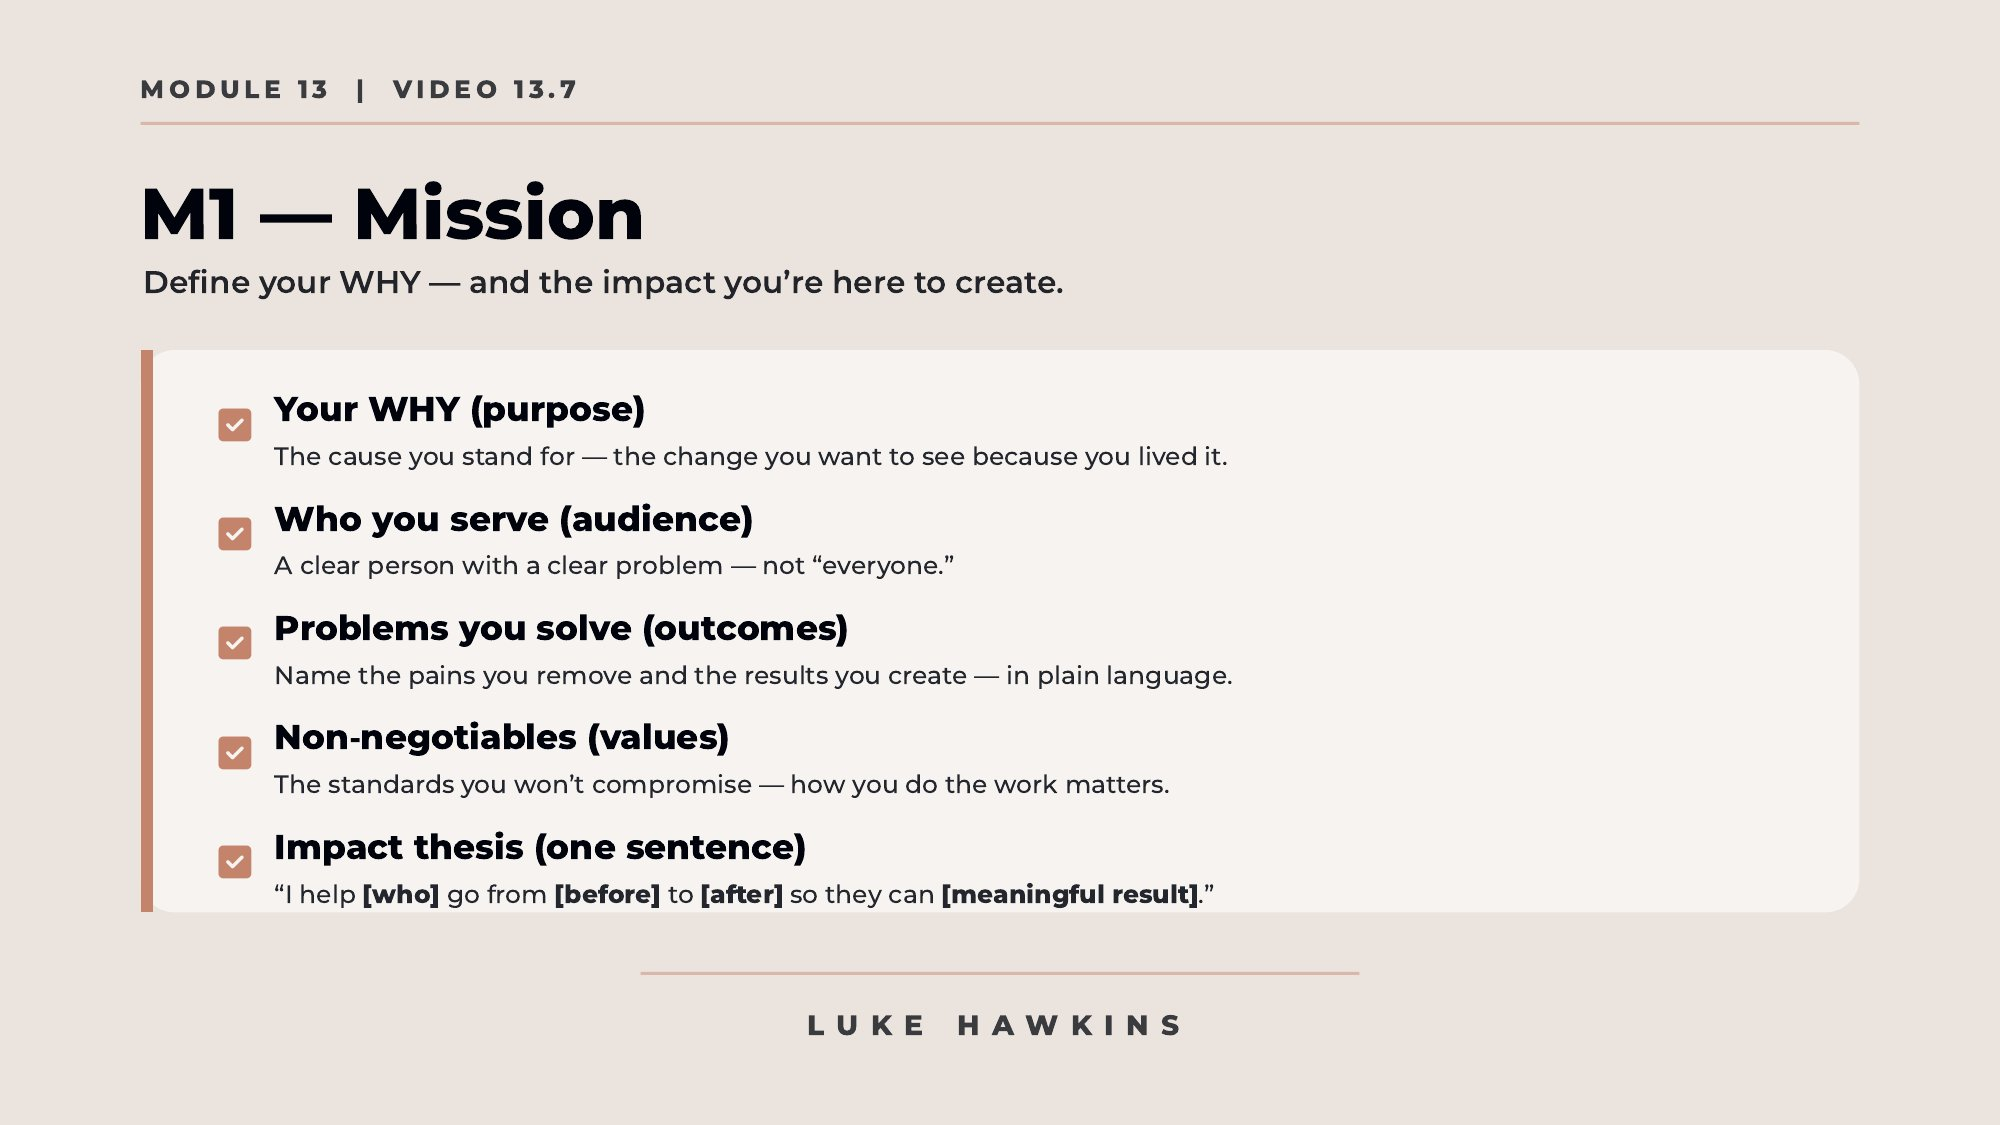 MODULE 13 | VIDEO 13.7
M1 — Mission
Define your WHY — and the impact you’re here to create.
Your WHY (purpose)
The cause you stand for — the change you want to see because you lived it.
Who you serve (audience)
A clear person with a clear problem — not “everyone.”
Problems you solve (outcomes)
Name the pains you remove and the results you create — in plain language.
Non-negotiables (values)
The standards you won’t compromise — how you do the work matters.
Impact thesis (one sentence)
“I help [who] go from [before] to [after] so they can [meaningful result].”
LUKE HAWKINS